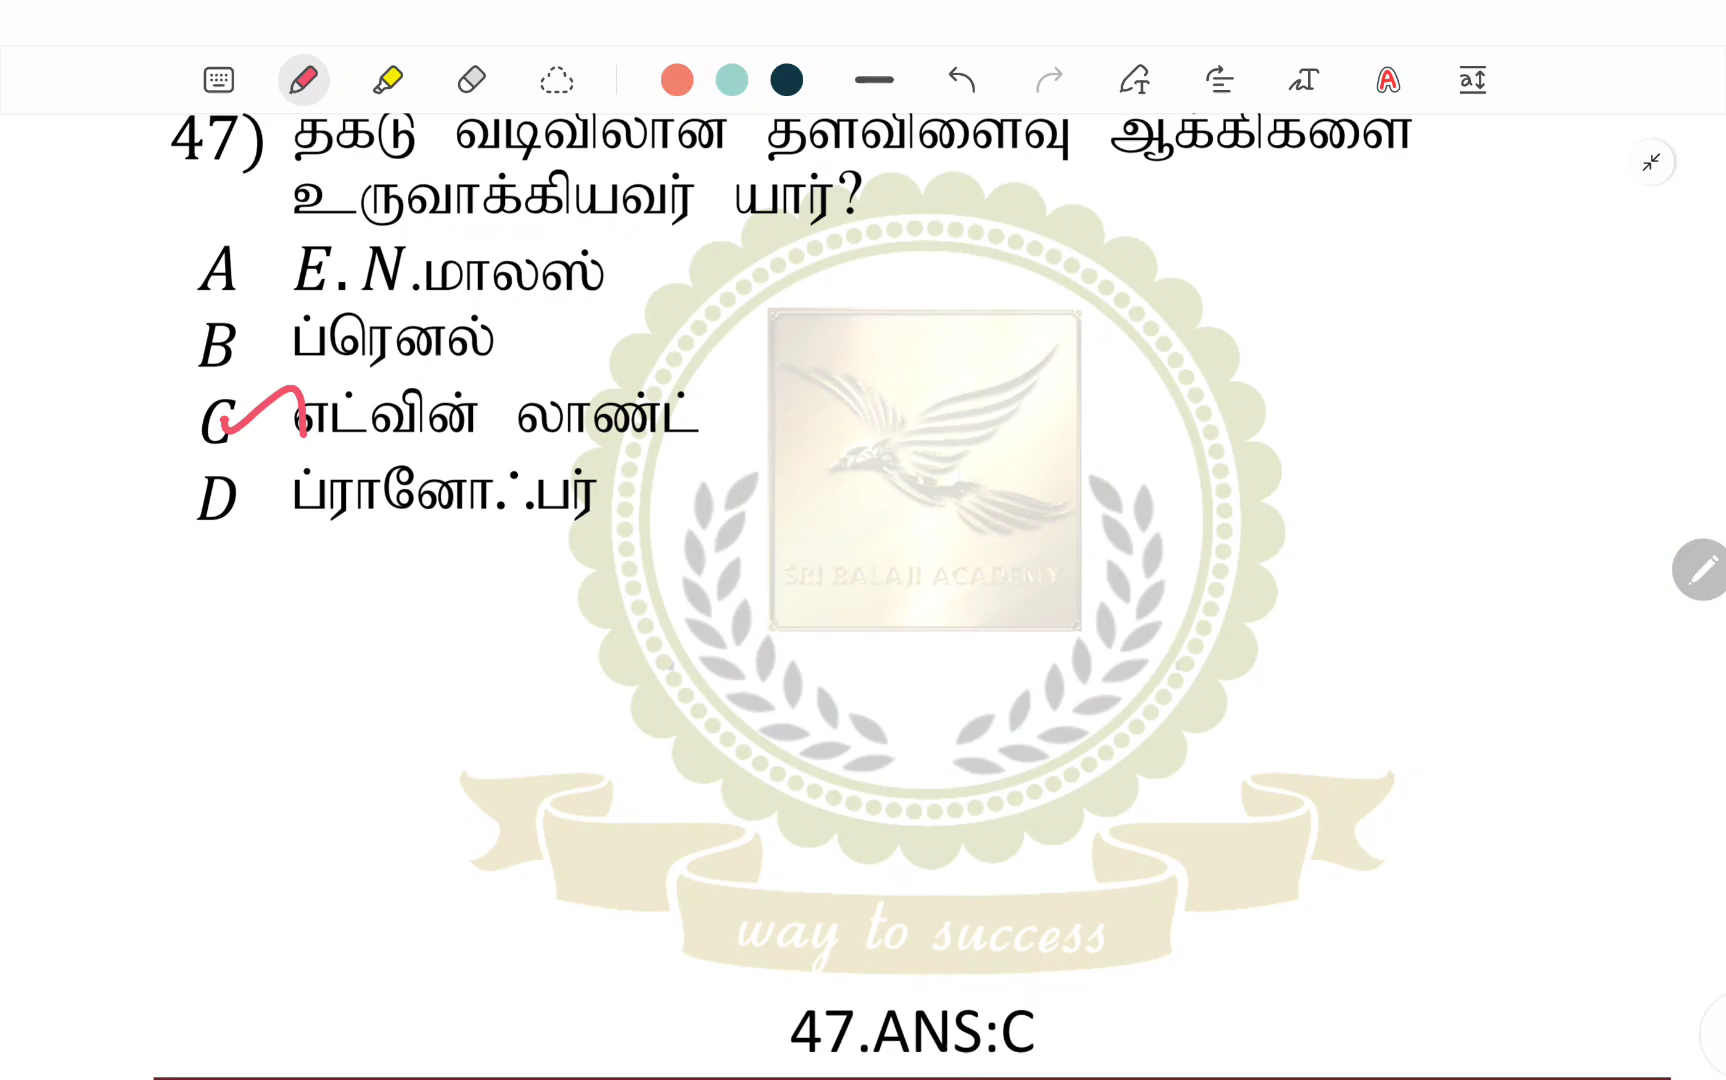 47) தகடு வடிவிலான தளவிளைவு ஆக்கிகளை
உருவாக்கியவர் யார்?
A E.N.மாலஸ்
B ப்ரெனல்
C எட்வின் லாண்ட்
D ப்ரானோஃபர்
SRI BALAJI ACADEMY
way to success
47.ANS:C